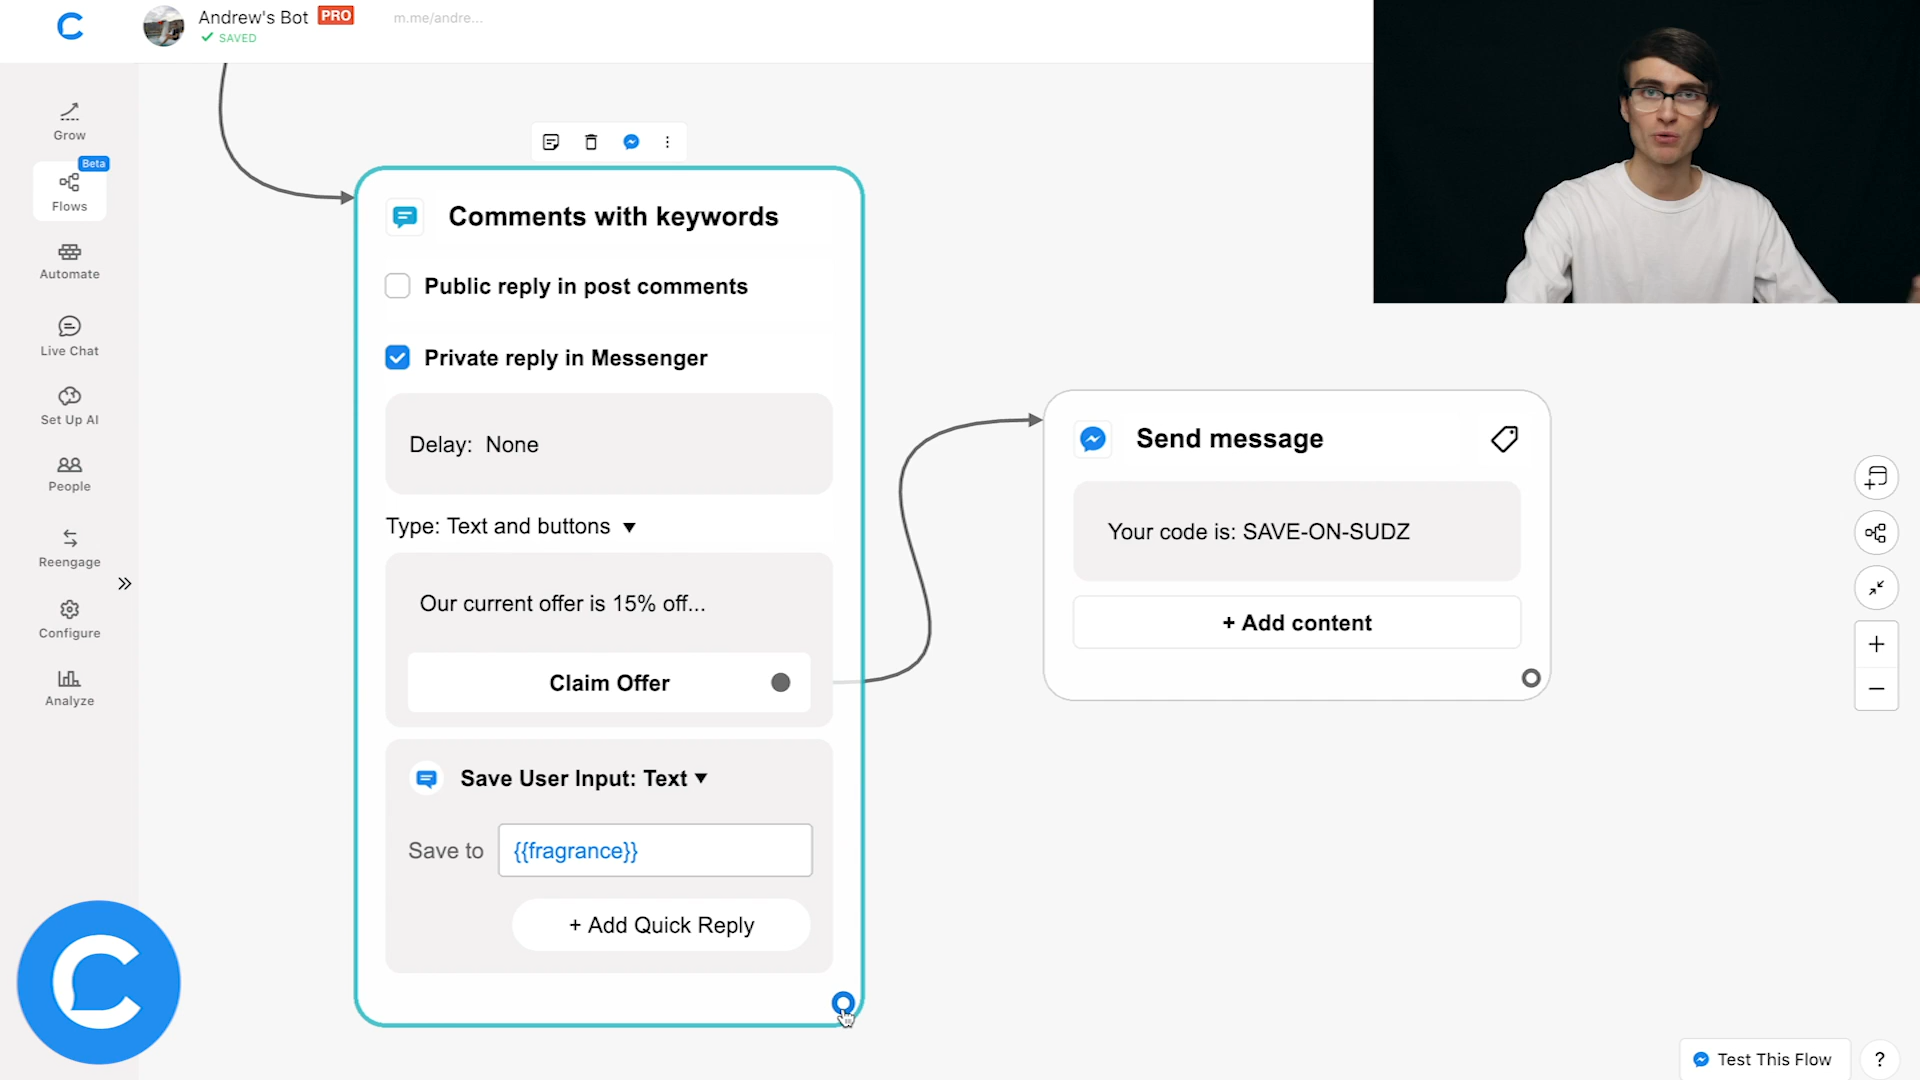 Andrew's Bot PRO
m.me/andre...
SAVED
Grow
Beta
Flows
Automate
Live Chat
Set Up AI
People
Reengage
Configure
Analyze
Comments with keywords
Public reply in post comments
Private reply in Messenger
Delay: None
Type: Text and buttons
Our current offer is 15% off...
Claim Offer
Save User Input: Text
Save to {{fragrance}}
+ Add Quick Reply
Send message
Your code is: SAVE-ON-SUDZ
+ Add content
Test This Flow
?